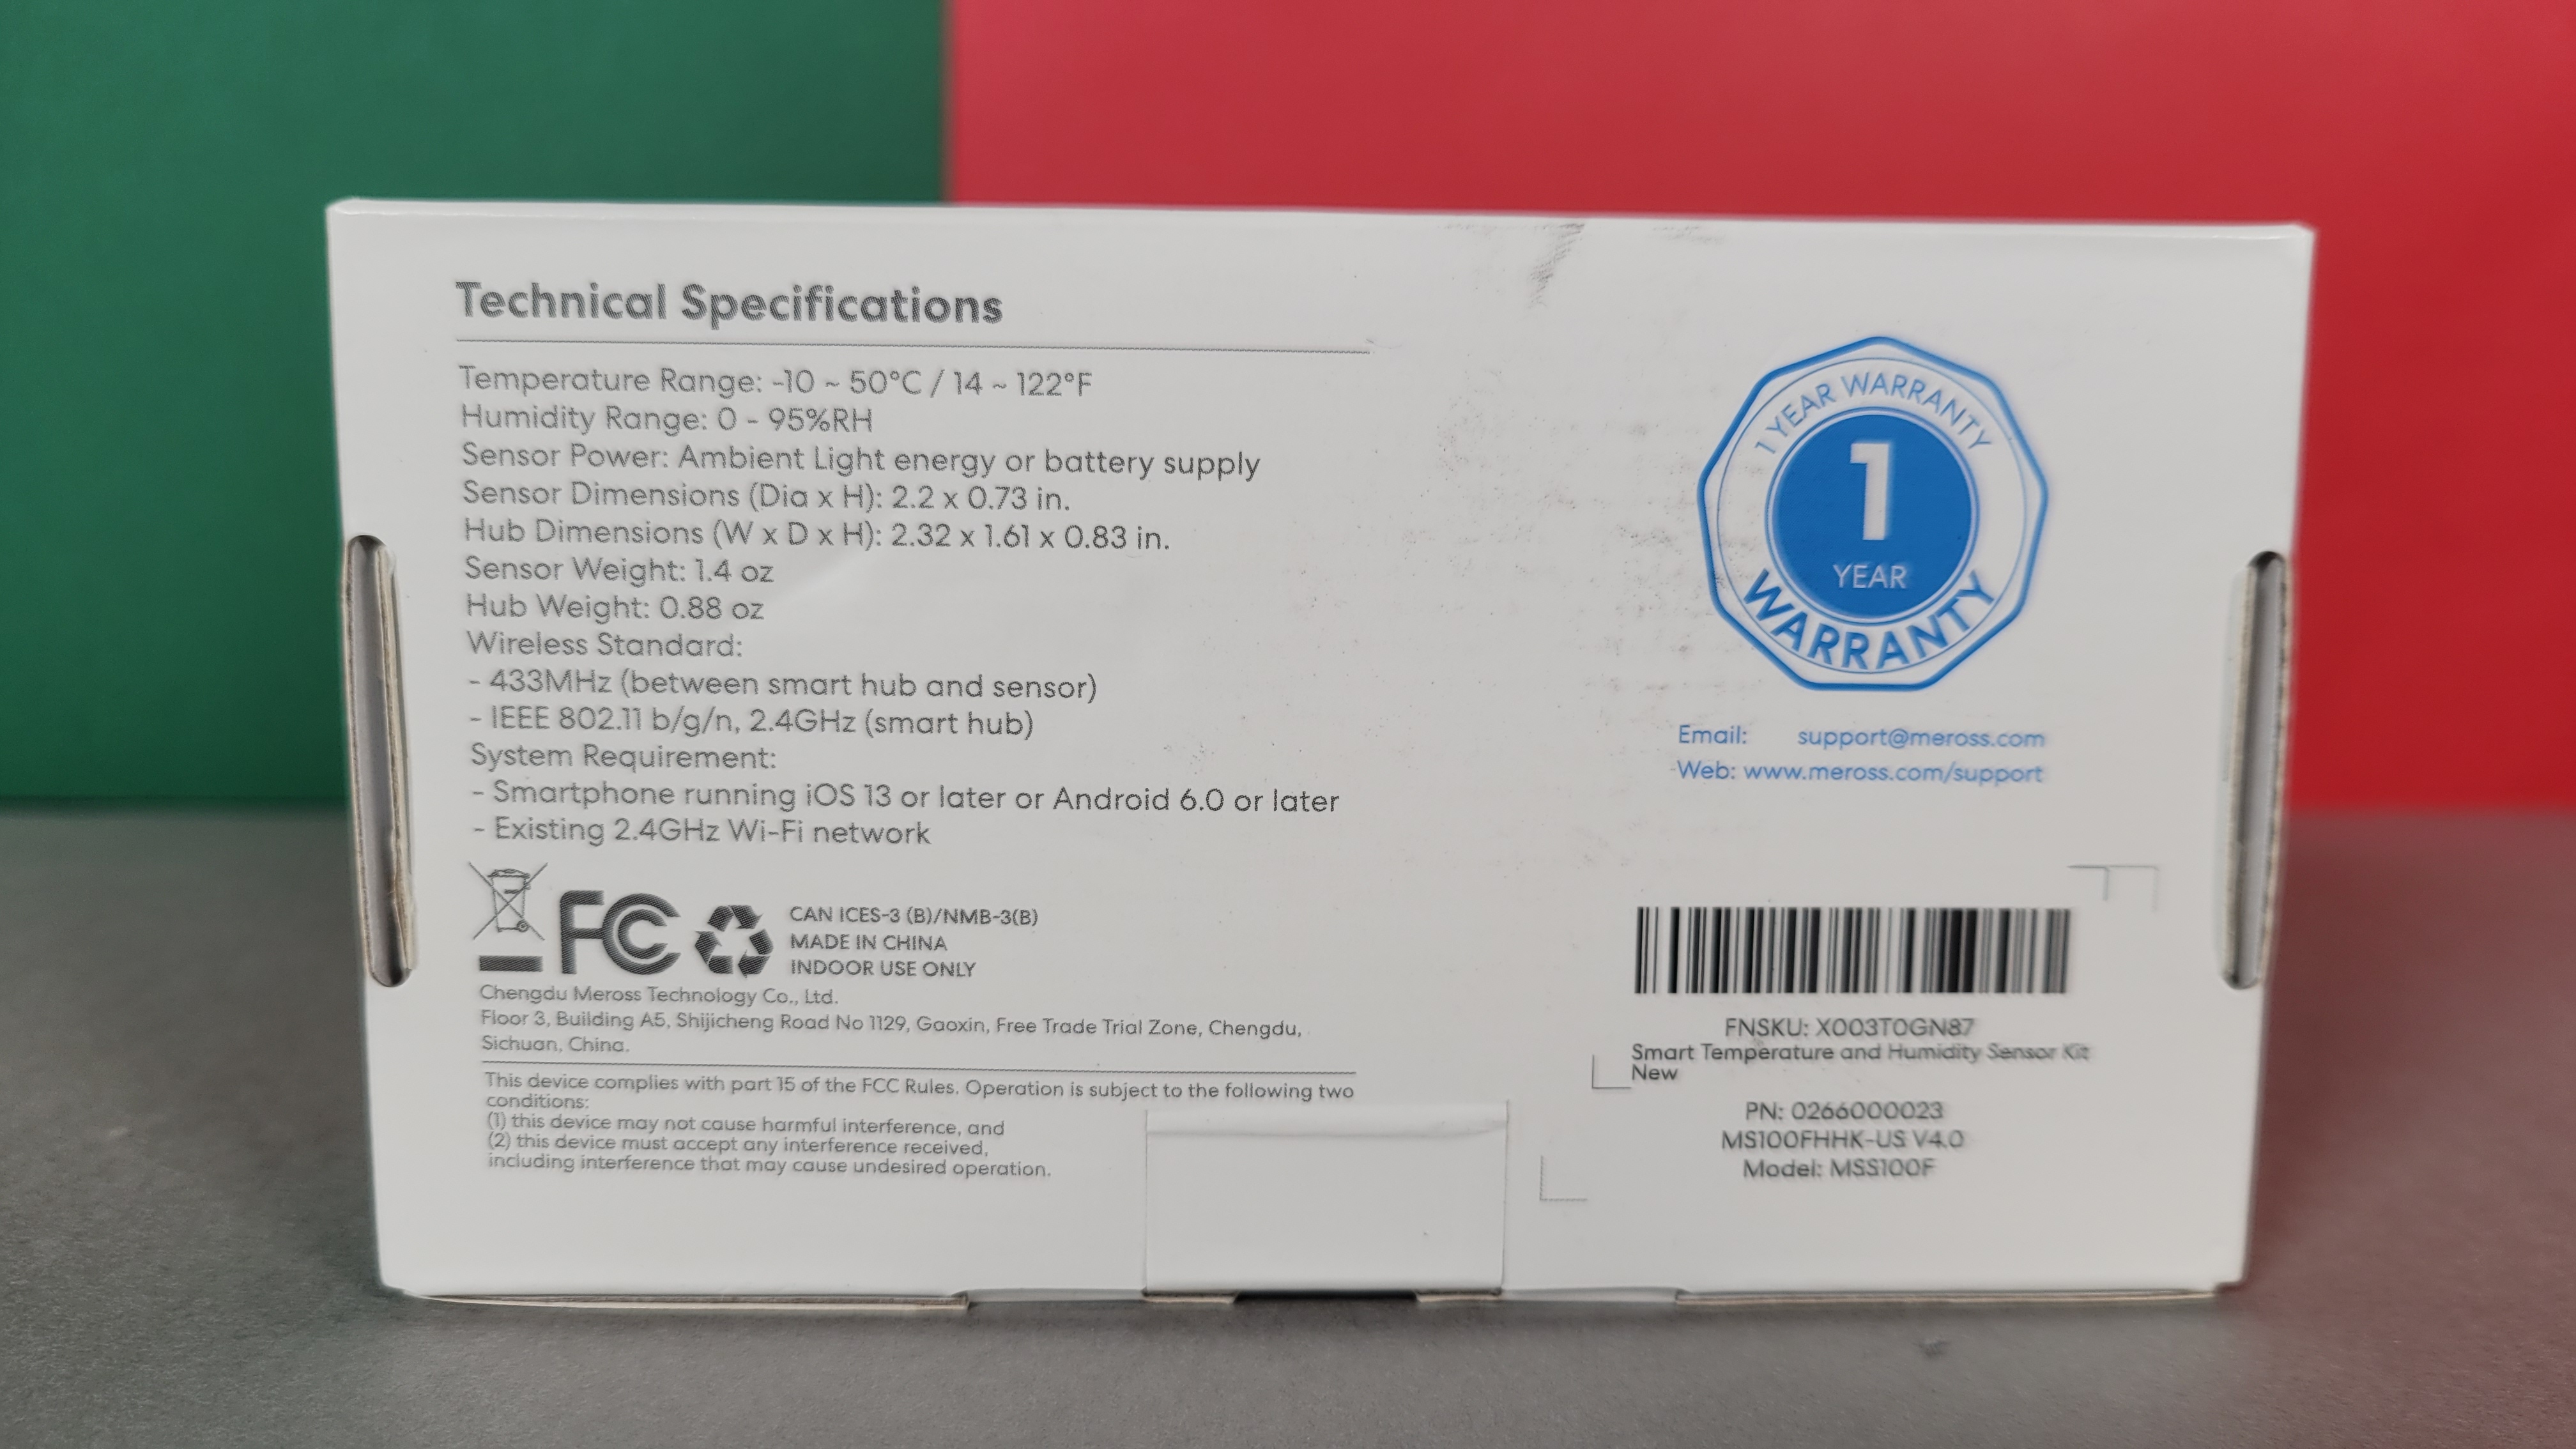 Technical Specifications
Temperature Range: -10 ~ 50°C / 14 ~ 122°F
Humidity Range: 0 - 95%RH
Sensor Power: Ambient Light energy or battery supply
Sensor Dimensions (Dia x H): 2.2 x 0.73 in.
Hub Dimensions (W x D x H): 2.32 x 1.61 x 0.83 in.
Sensor Weight: 1.4 oz
Hub Weight: 0.88 oz
Wireless Standard:
- 433MHz (between smart hub and sensor)
- IEEE 802.11 b/g/n, 2.4GHz (smart hub)
System Requirement:
- Smartphone running iOS 13 or later or Android 6.0 or later
- Existing 2.4GHz Wi-Fi network
FC
CAN ICES-3 (B)/NMB-3(B)
MADE IN CHINA
INDOOR USE ONLY
Chengdu Meross Technology Co., Ltd.
Floor 3, Building A5, Shijicheng Road No 1129, Gaoxin, Free Trade Trial Zone, Chengdu,
Sichuan, China.
This device complies with part 15 of the FCC Rules. Operation is subject to the following two
conditions:
(1) this device may not cause harmful interference, and
(2) this device must accept any interference received,
including interference that may cause undesired operation.
1 YEAR WARRANTY
1
YEAR
WARRANTY
Email: support@meross.com
Web: www.meross.com/support
FNSKU: X003T0GN87
Smart Temperature and Humidity Sensor Kit
New
PN: 0266000023
MS100FHHK-US V4.0
Model: MSS100F